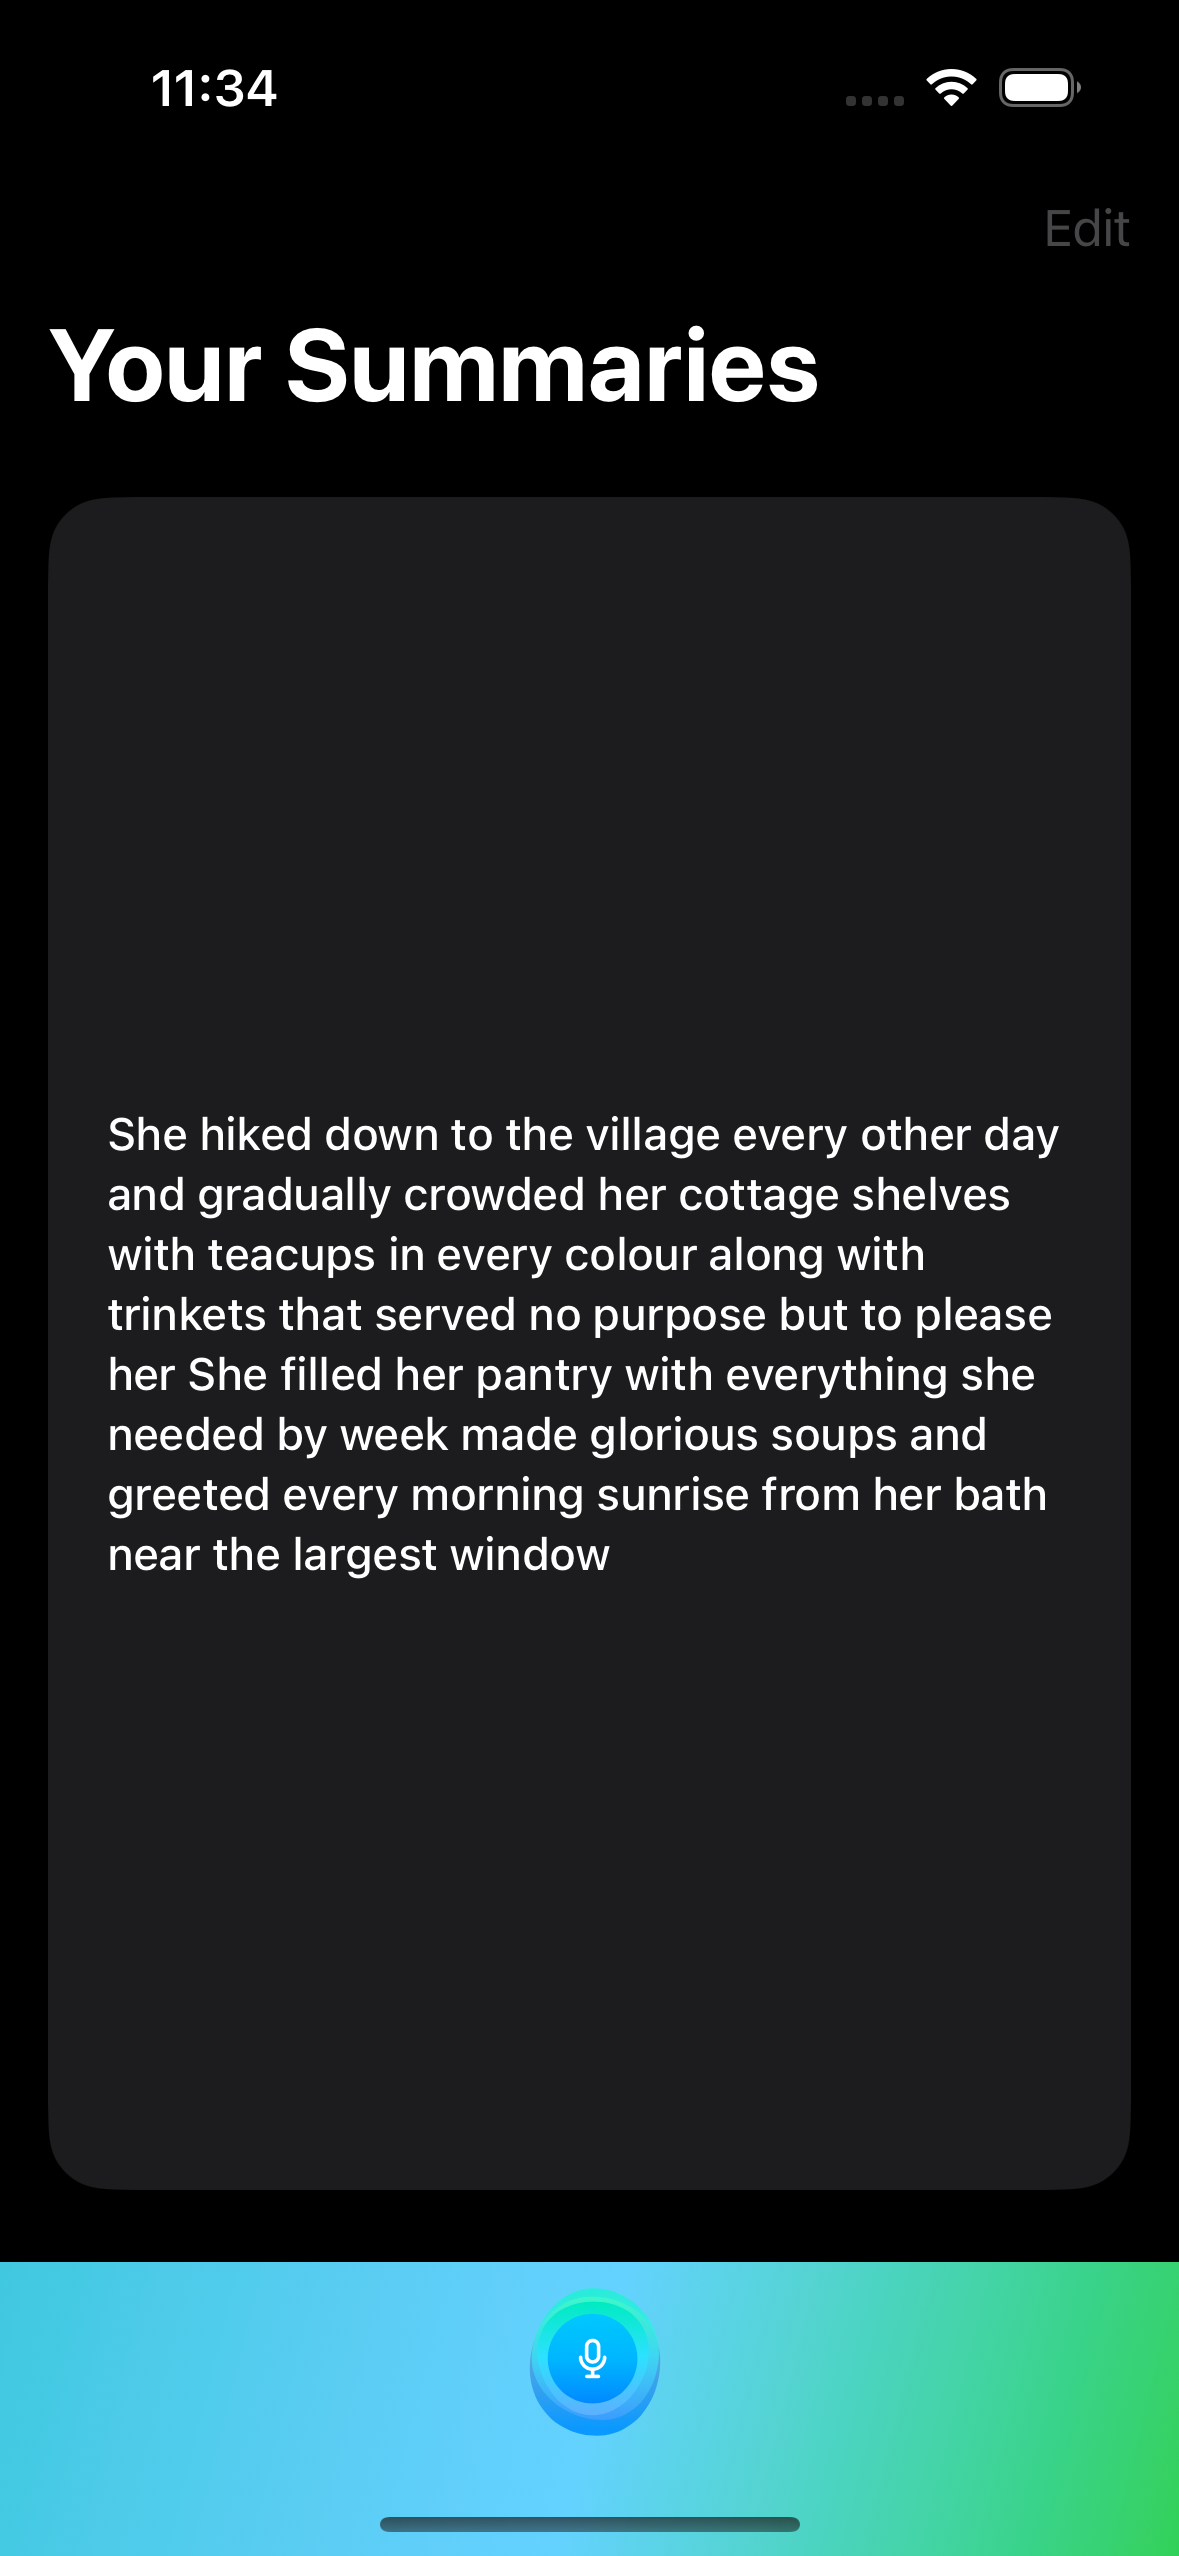 11:34
Edit
Your Summaries
She hiked down to the village every other day
and gradually crowded her cottage shelves
with teacups in every colour along with
trinkets that served no purpose but to please
her She filled her pantry with everything she
needed by week made glorious soups and
greeted every morning sunrise from her bath
near the largest window